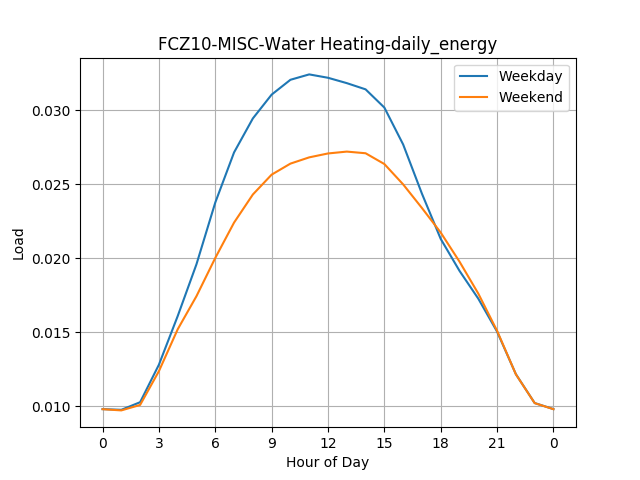 FCZ10-MISC-Water Heating-daily_energy
Weekday
Weekend
0.030
0.025
0.020
0.015
0.010
Load
0 3 6 9 12 15 18 21 0
Hour of Day